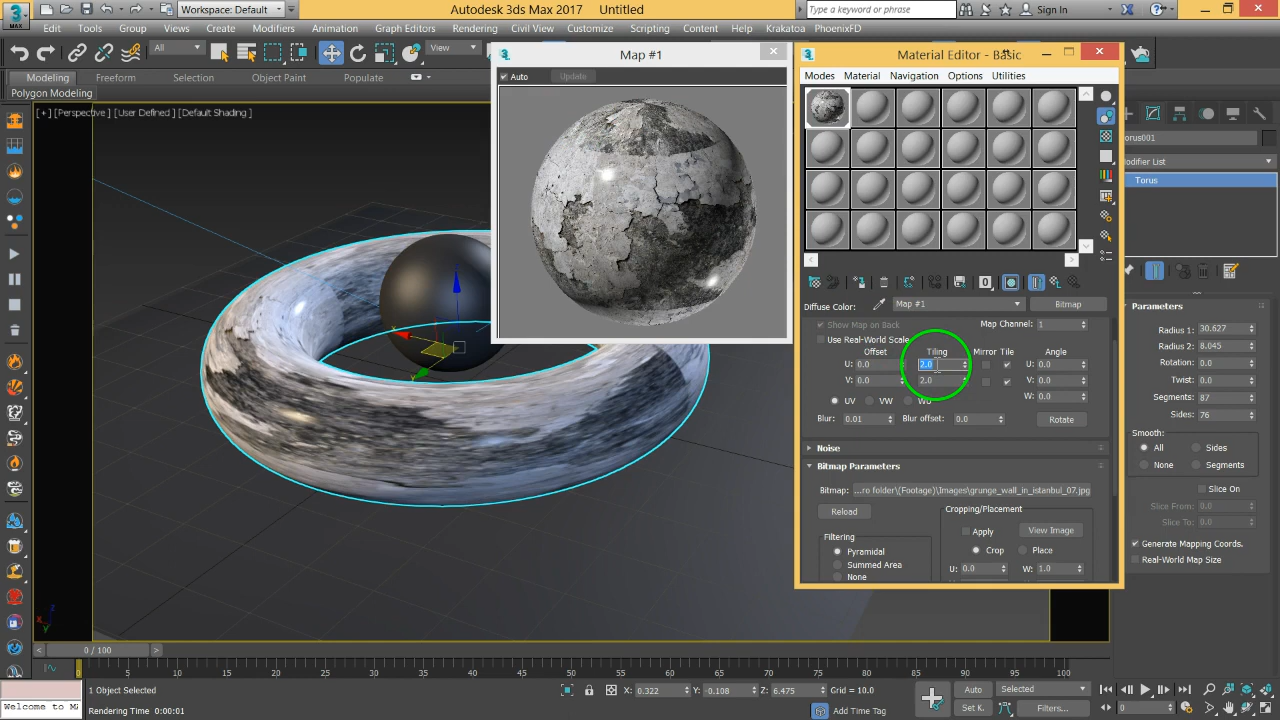 Workspace: Default
Autodesk 3ds Max 2017 Untitled
Type a keyword or phrase
Sign In
MAX
Edit Tools Group Views Create Modifiers Animation Graph Editors Rendering Civil View Customize Scripting Content Help Krakatoa PhoenixFD
All
View
Modeling Freeform Selection Object Paint Populate
Polygon Modeling
[ + ] [Perspective ] [User Defined ] [Default Shading ]
Map #1
Auto Update
Material Editor - Basic
Modes Material Navigation Options Utilities
Diffuse Color: Map #1 Bitmap
Show Map on Back Map Channel: 1
Use Real-World Scale
Offset Tiling Mirror Tile Angle
U: 0.0 2.0 U: 0.0
V: 0.0 2.0 V: 0.0
W: 0.0
UV VW WU
Blur: 0.01 Blur offset: 0.0 Rotate
Noise
Bitmap Parameters
Bitmap: ...ro folder\(Footage)\Images\grunge_wall_in_istanbul_07.jpg
Reload
Cropping/Placement
Apply View Image
Crop Place
U: 0.0 W: 1.0
Filtering
Pyramidal
Summed Area
None
Torus001
Modifier List
Torus
Parameters
Radius 1: 30.627
Radius 2: 8.045
Rotation: 0.0
Twist: 0.0
Segments: 87
Sides: 76
Smooth:
All Sides
None Segments
Slice On
Slice From: 0.0
Slice To: 0.0
Generate Mapping Coords.
Real-World Map Size
x
y
z
0 / 100
0 5 10 15 20 25 30 35 40 45 50 55 60 65 70 75 80 85 90 95 100
1 Object Selected
X: 0.322 Y: -0.108 Z: 6.475 Grid = 10.0
Auto Selected
Welcome to M
Rendering Time 0:00:01
Add Time Tag
Set K. Filters...
0